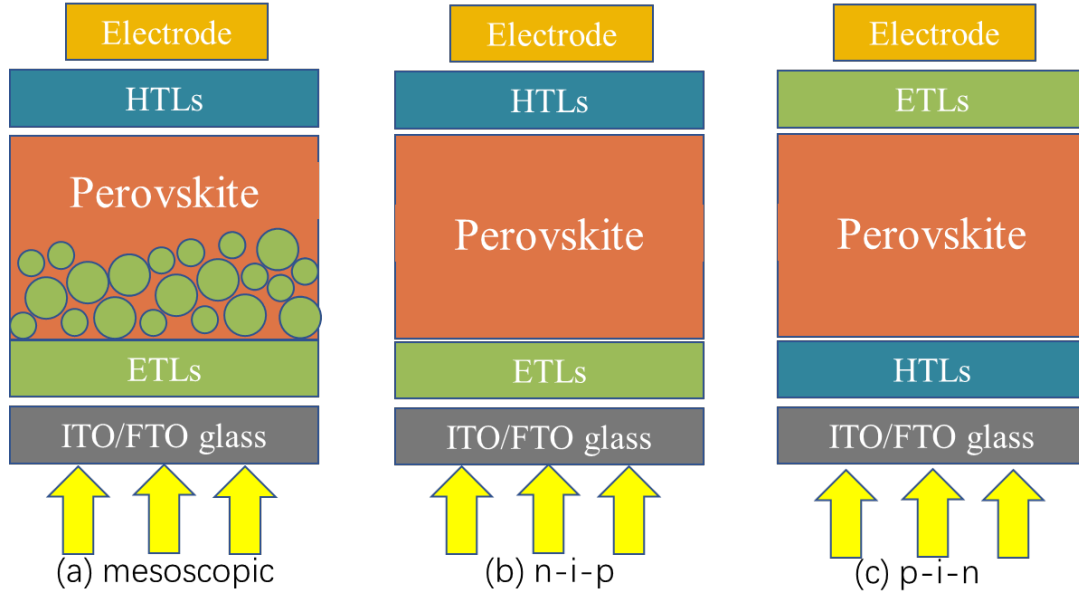 Electrode
HTLs
Perovskite
ETLs
ITO/FTO glass
(a) mesoscopic
Electrode
HTLs
Perovskite
ETLs
ITO/FTO glass
(b) n-i-p
Electrode
ETLs
Perovskite
HTLs
ITO/FTO glass
(c) p-i-n